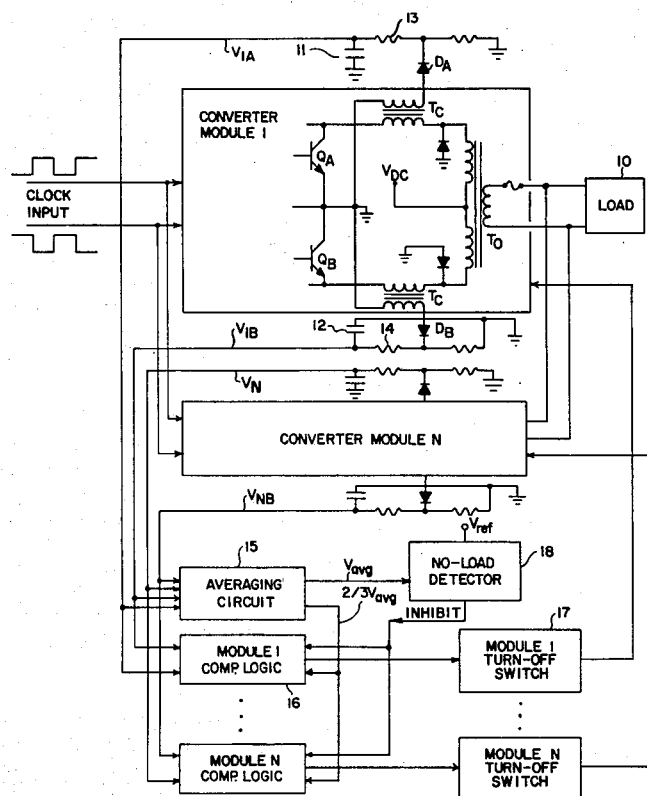 13
11
V1A
DA
CONVERTER
MODULE 1
TC
QA
VDC
CLOCK
INPUT
10
LOAD
TO
QB
TC
12
DB
14
V1B
VN
CONVERTER MODULE N
VNB
Vref
15
AVERAGING
CIRCUIT
Vavg
2/3Vavg
NO-LOAD
DETECTOR
18
INHIBIT
17
MODULE 1
COMP. LOGIC
16
MODULE 1
TURN-OFF
SWITCH
MODULE N
COMP. LOGIC
MODULE N
TURN-OFF
SWITCH